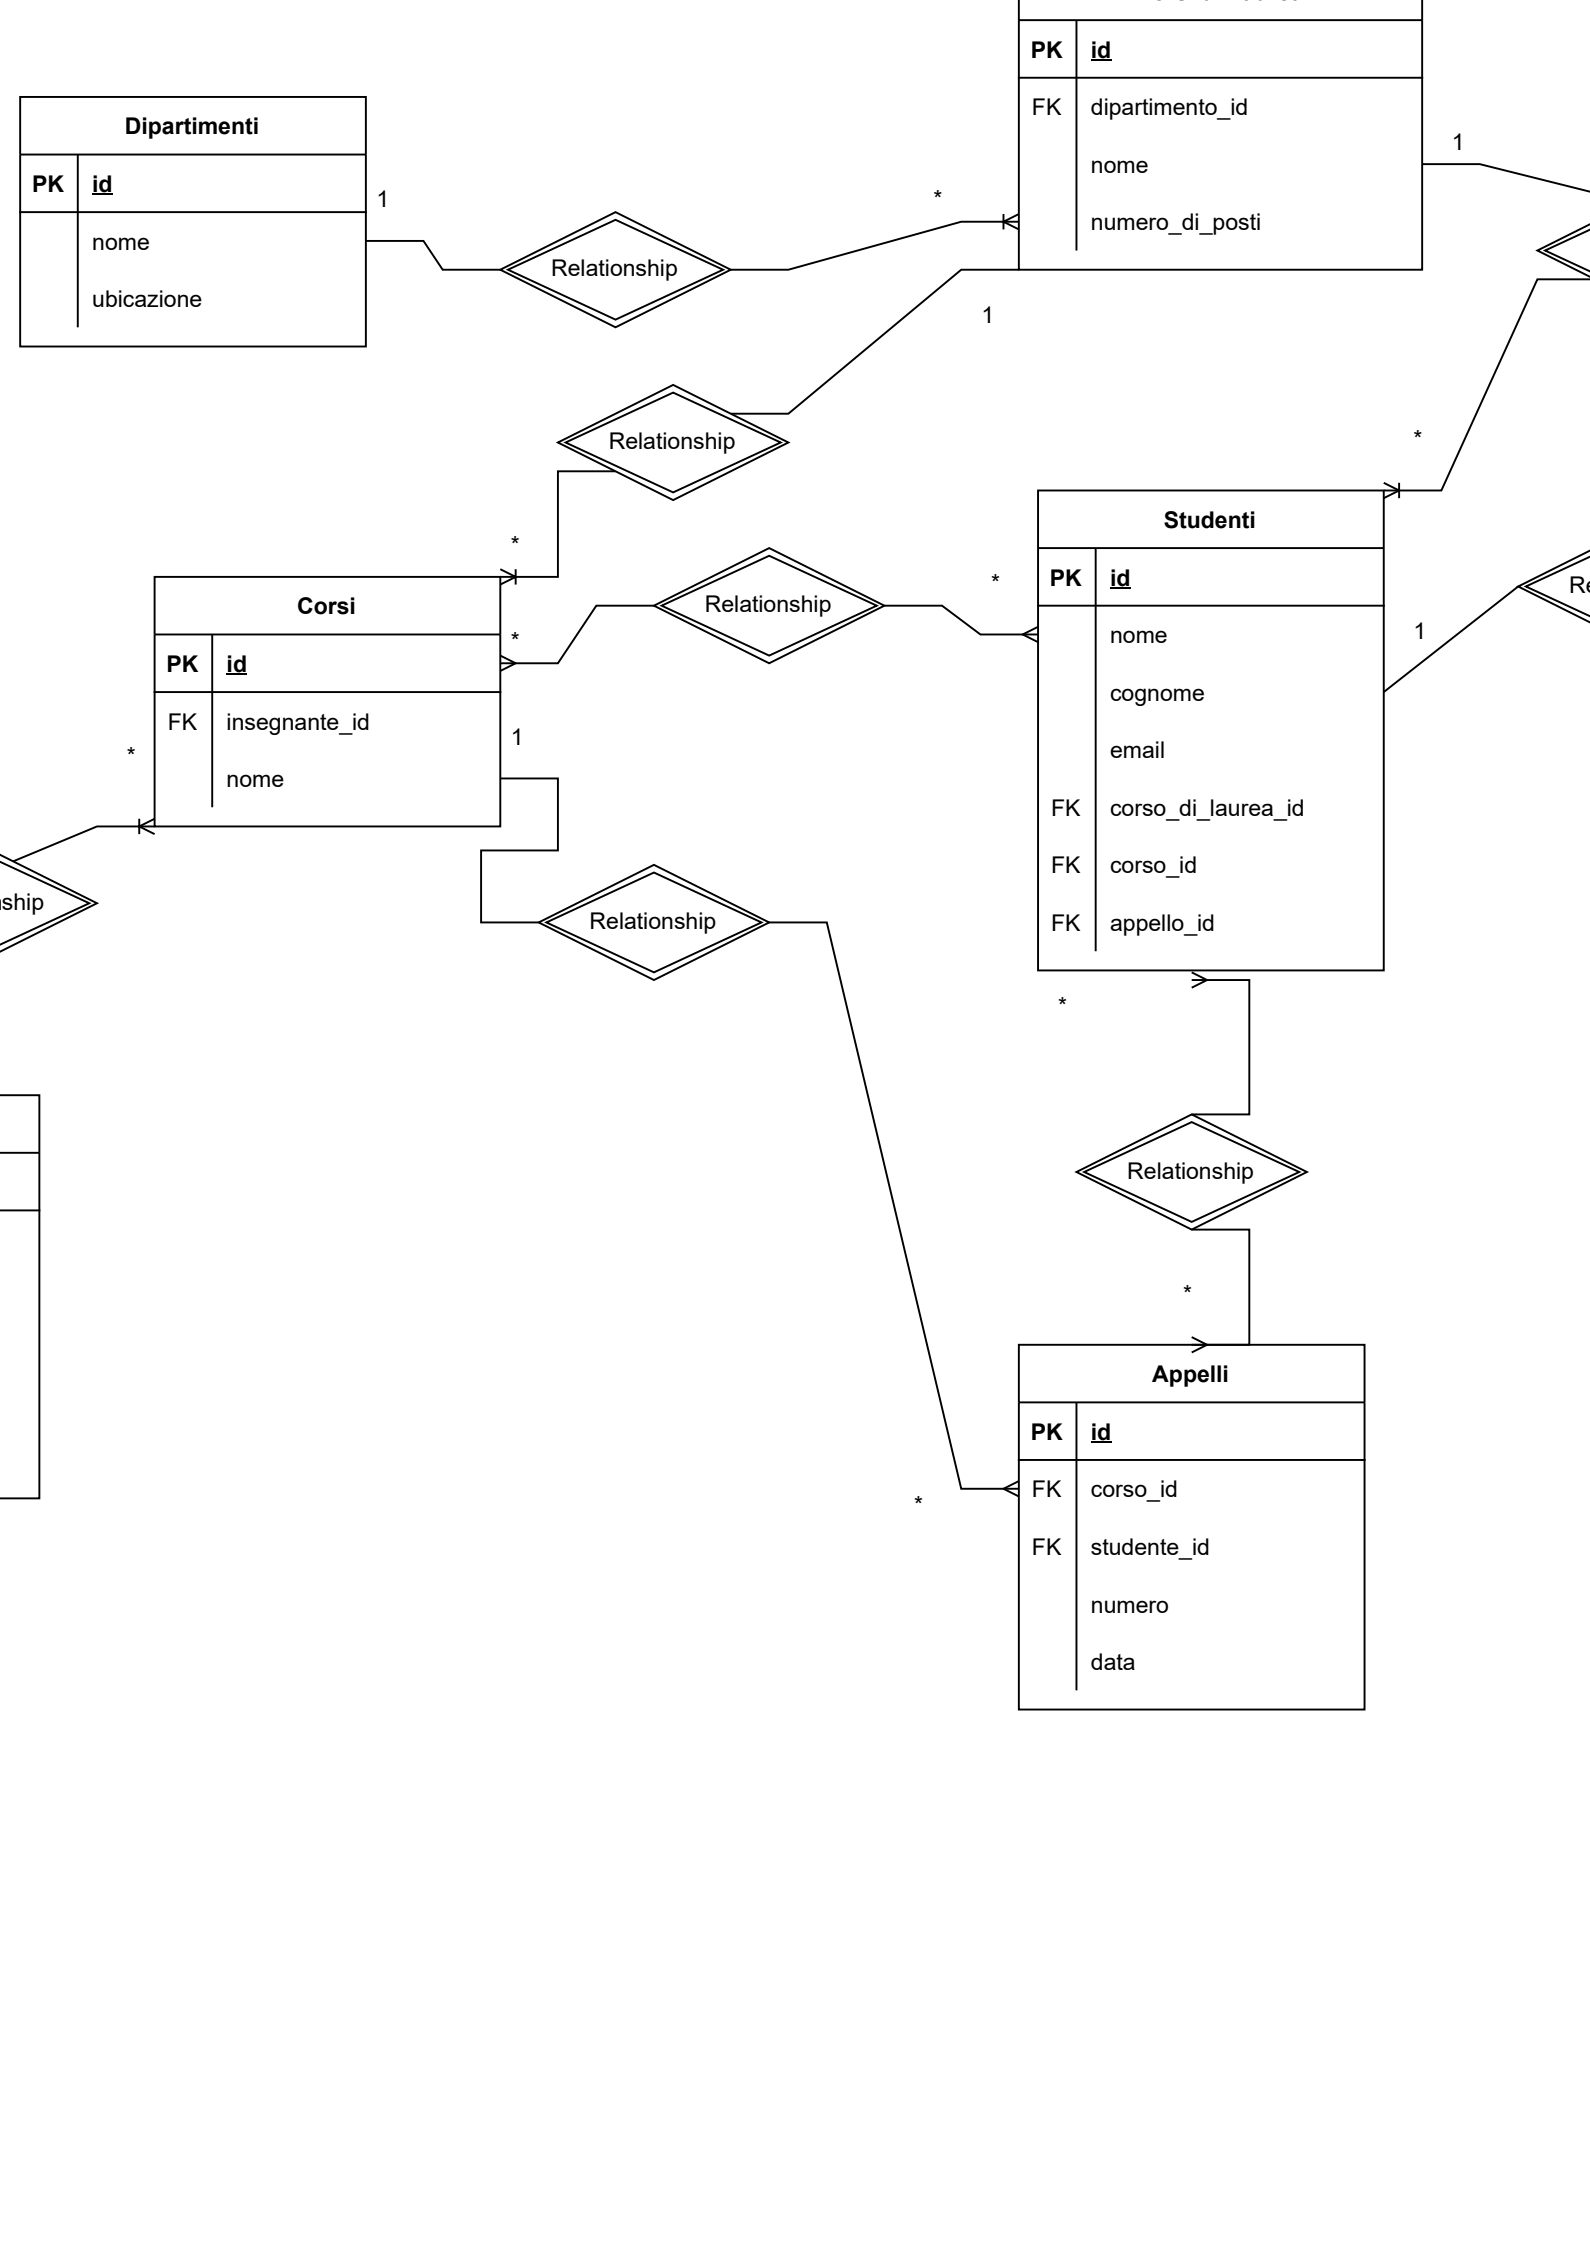 PK id
FK dipartimento_id
nome
numero_di_posti
1
Dipartimenti
PK id
nome
ubicazione
1
Relationship
*
1
Relationship
*
*
Studenti
PK id
nome
cognome
email
FK corso_di_laurea_id
FK corso_id
FK appello_id
1
Relationship
*
*
Corsi
PK id
FK insegnante_id
nome
*
1
Relationship
*
Relationship
*
*
Appelli
PK id
FK corso_id
FK studente_id
numero
data